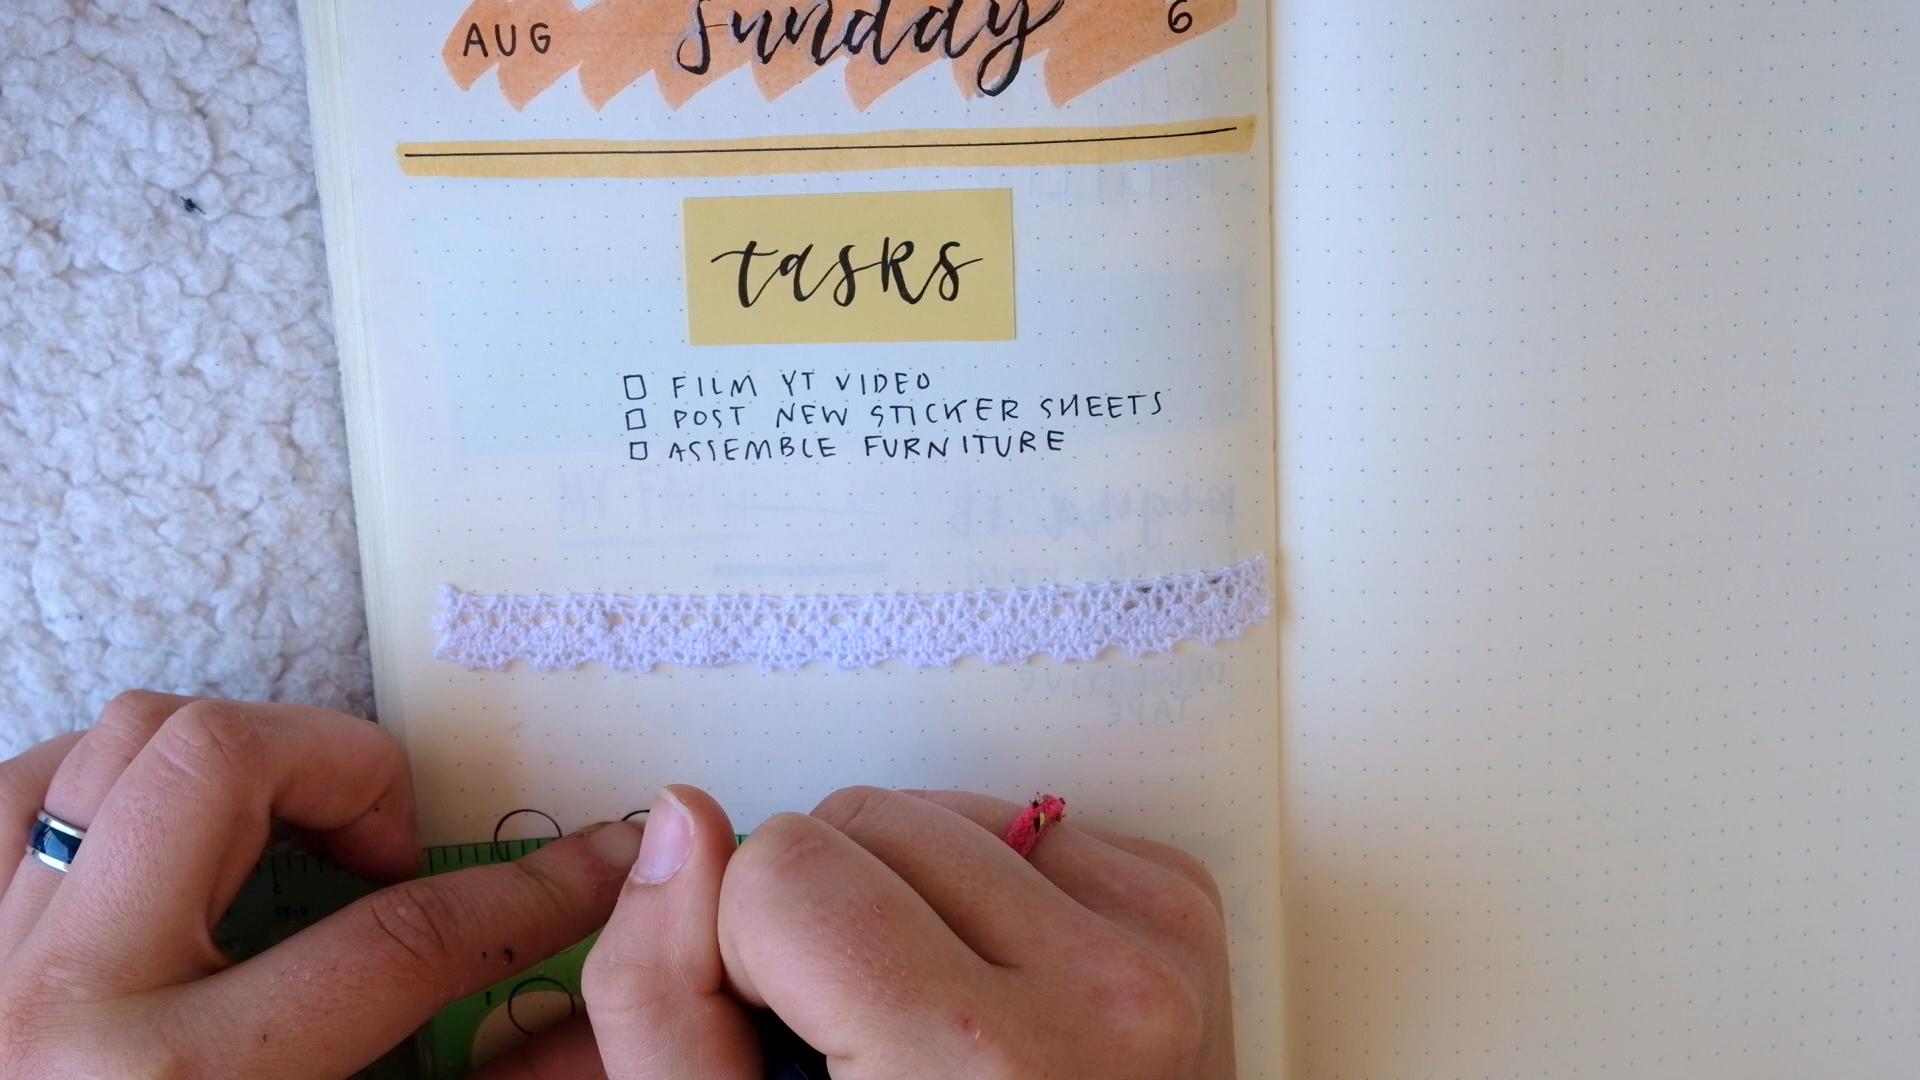 AUG sunday 6
tasks
FILM YT VIDEO
POST NEW STICKER SHEETS
ASSEMBLE FURNITURE